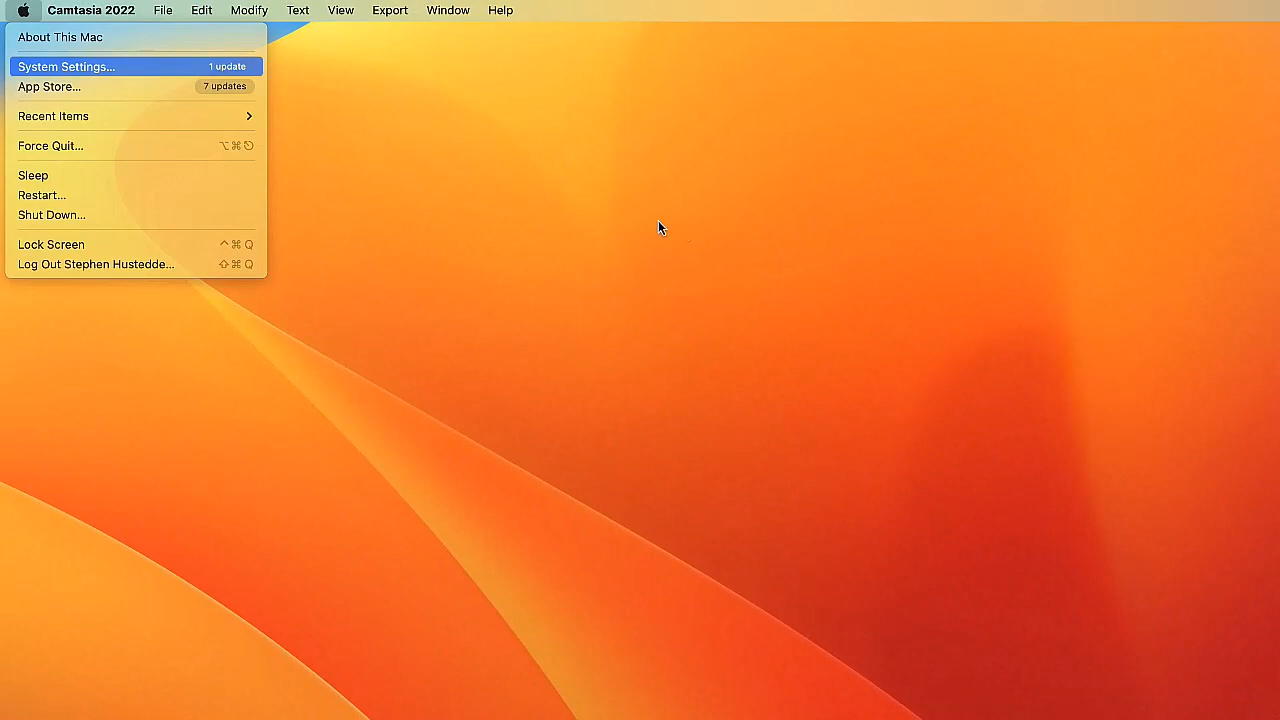 Camtasia 2022 File Edit Modify Text View Export Window Help
About This Mac
System Settings... 1 update
App Store... 7 updates
Recent Items
Force Quit... ⌥⌘⎋
Sleep
Restart...
Shut Down...
Lock Screen ^⌘Q
Log Out Stephen Hustedde... ⇧⌘Q